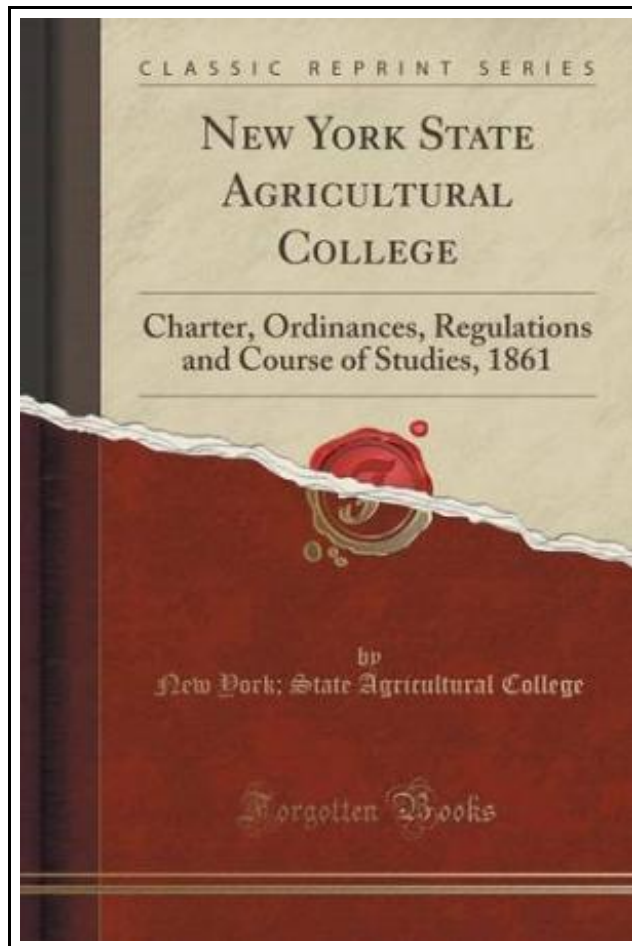 CLASSIC REPRINT SERIES
NEW YORK STATE
AGRICULTURAL
COLLEGE
Charter, Ordinances, Regulations
and Course of Studies, 1861
F
by
New York; State Agricultural College
Forgotten Books